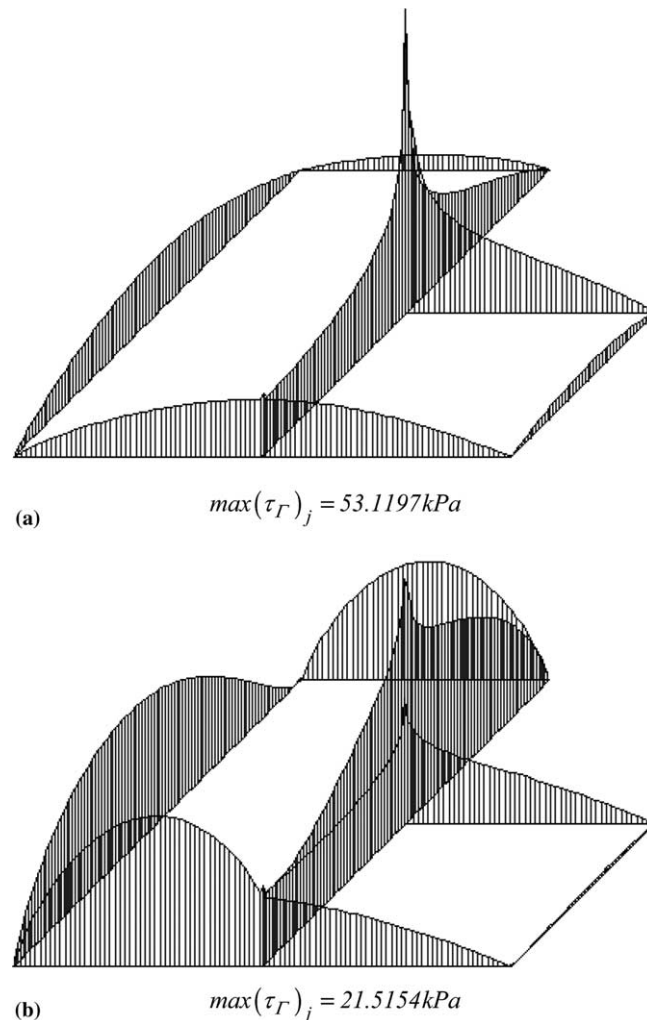 (a) max(τ_Γ)_j = 53.1197kPa
(b) max(τ_Γ)_j = 21.5154kPa